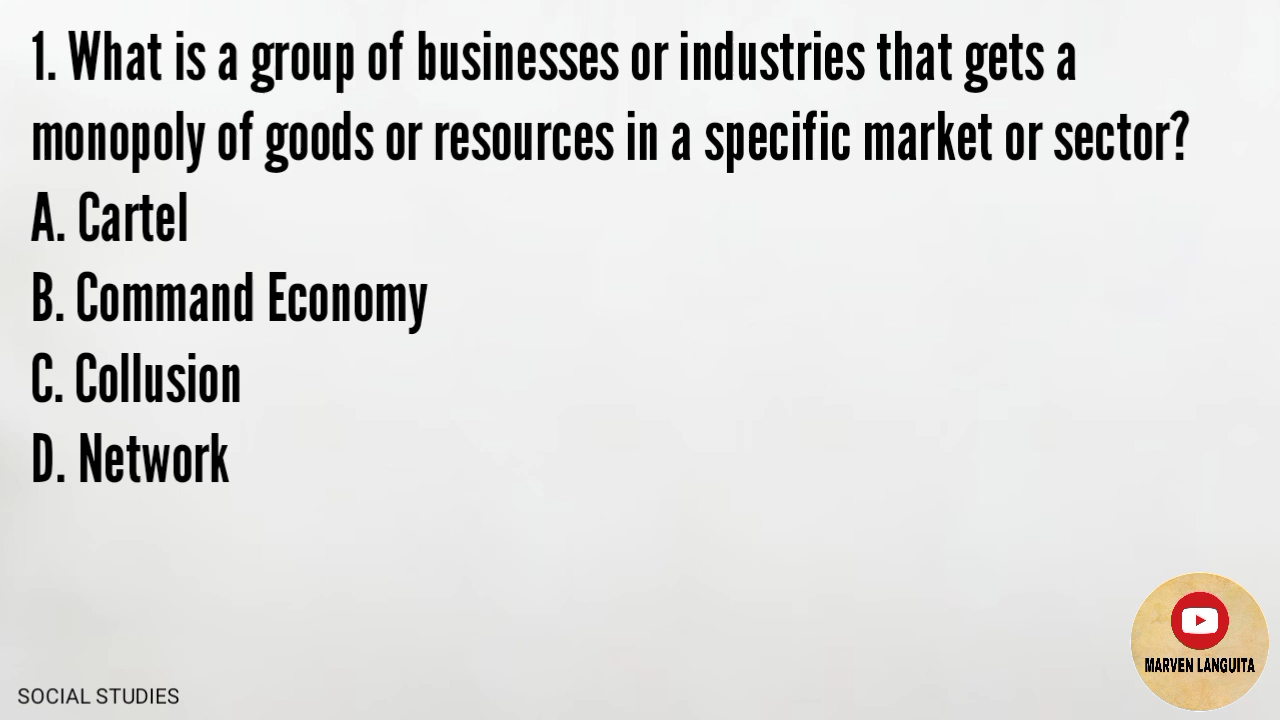 1. What is a group of businesses or industries that gets a
monopoly of goods or resources in a specific market or sector?
A. Cartel
B. Command Economy
C. Collusion
D. Network
MARVEN LANGUITA
SOCIAL STUDIES